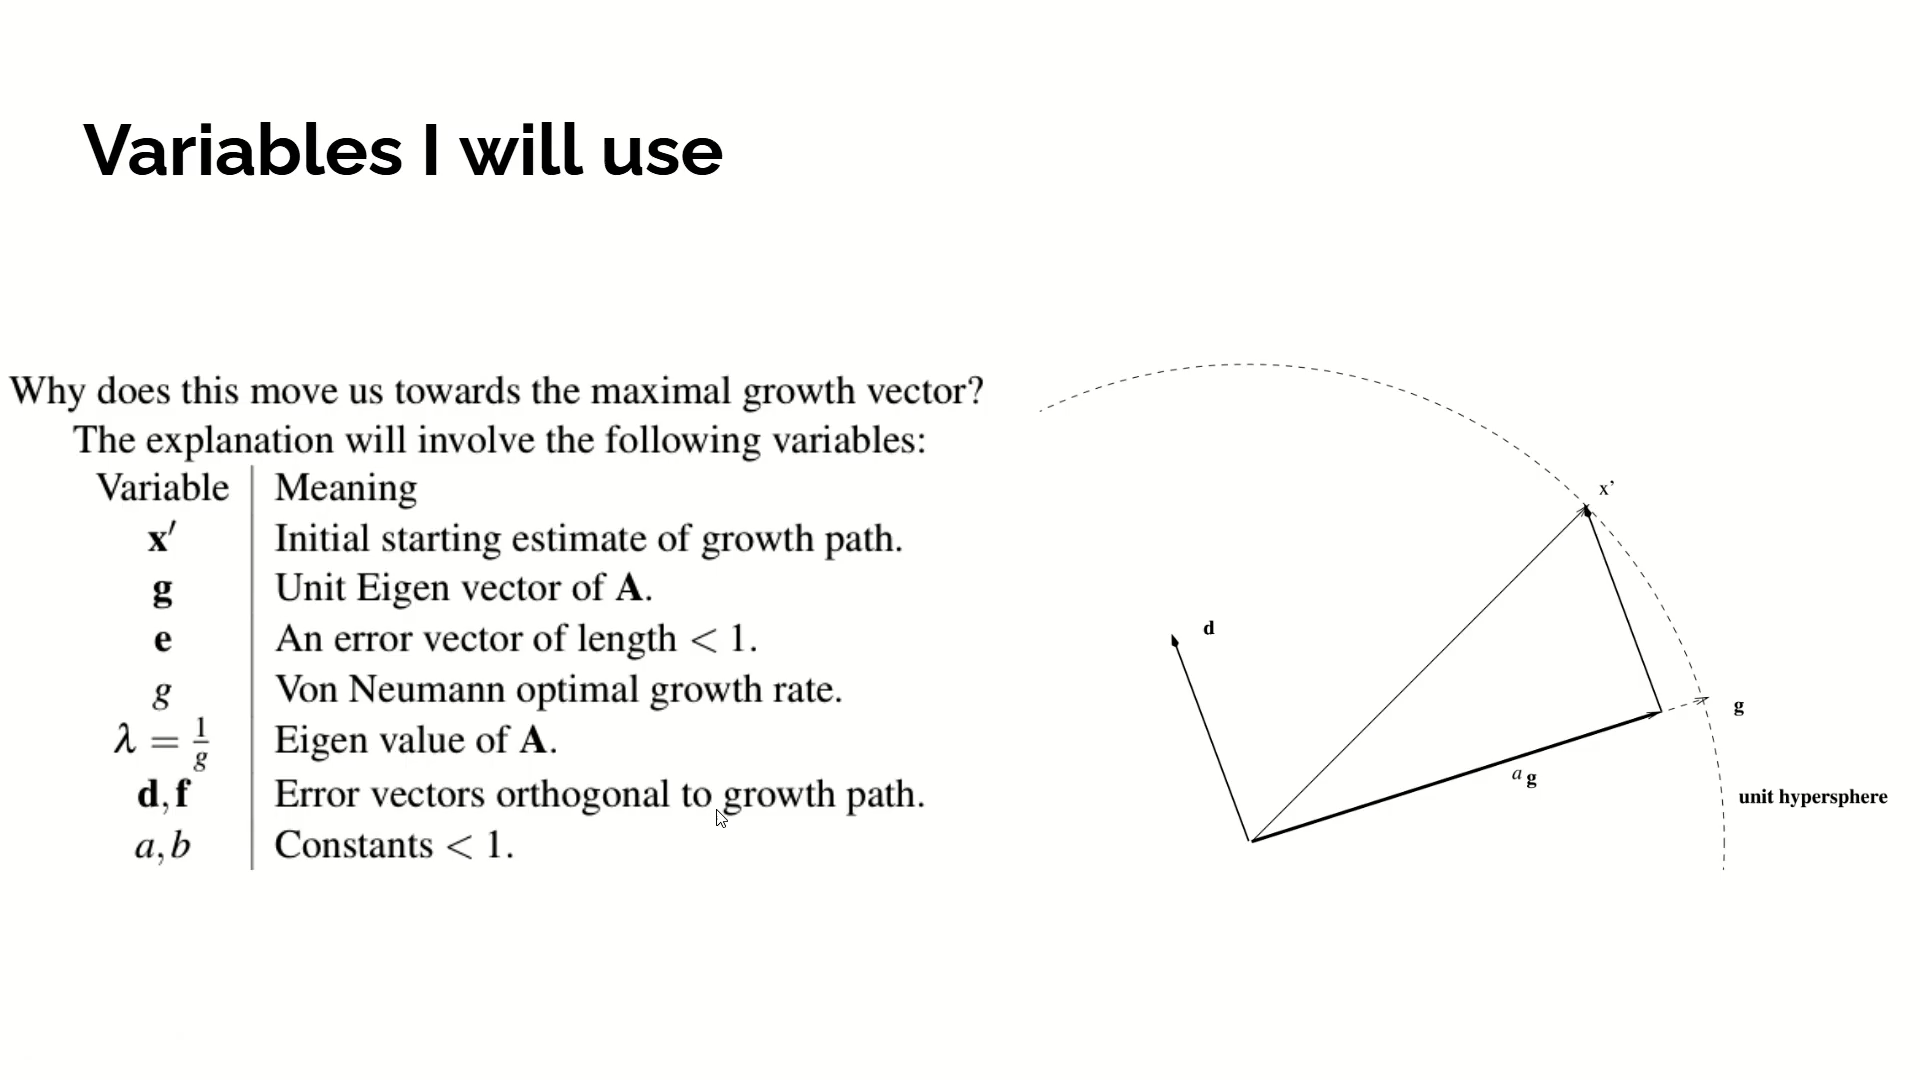 Variables I will use
Why does this move us towards the maximal growth vector?
The explanation will involve the following variables:
Variable Meaning
x′ Initial starting estimate of growth path.
g Unit Eigen vector of A.
e An error vector of length < 1.
g Von Neumann optimal growth rate.
λ = 1/g Eigen value of A.
d, f Error vectors orthogonal to growth path.
a, b Constants < 1.
x’
d
g
a g
unit hypersphere